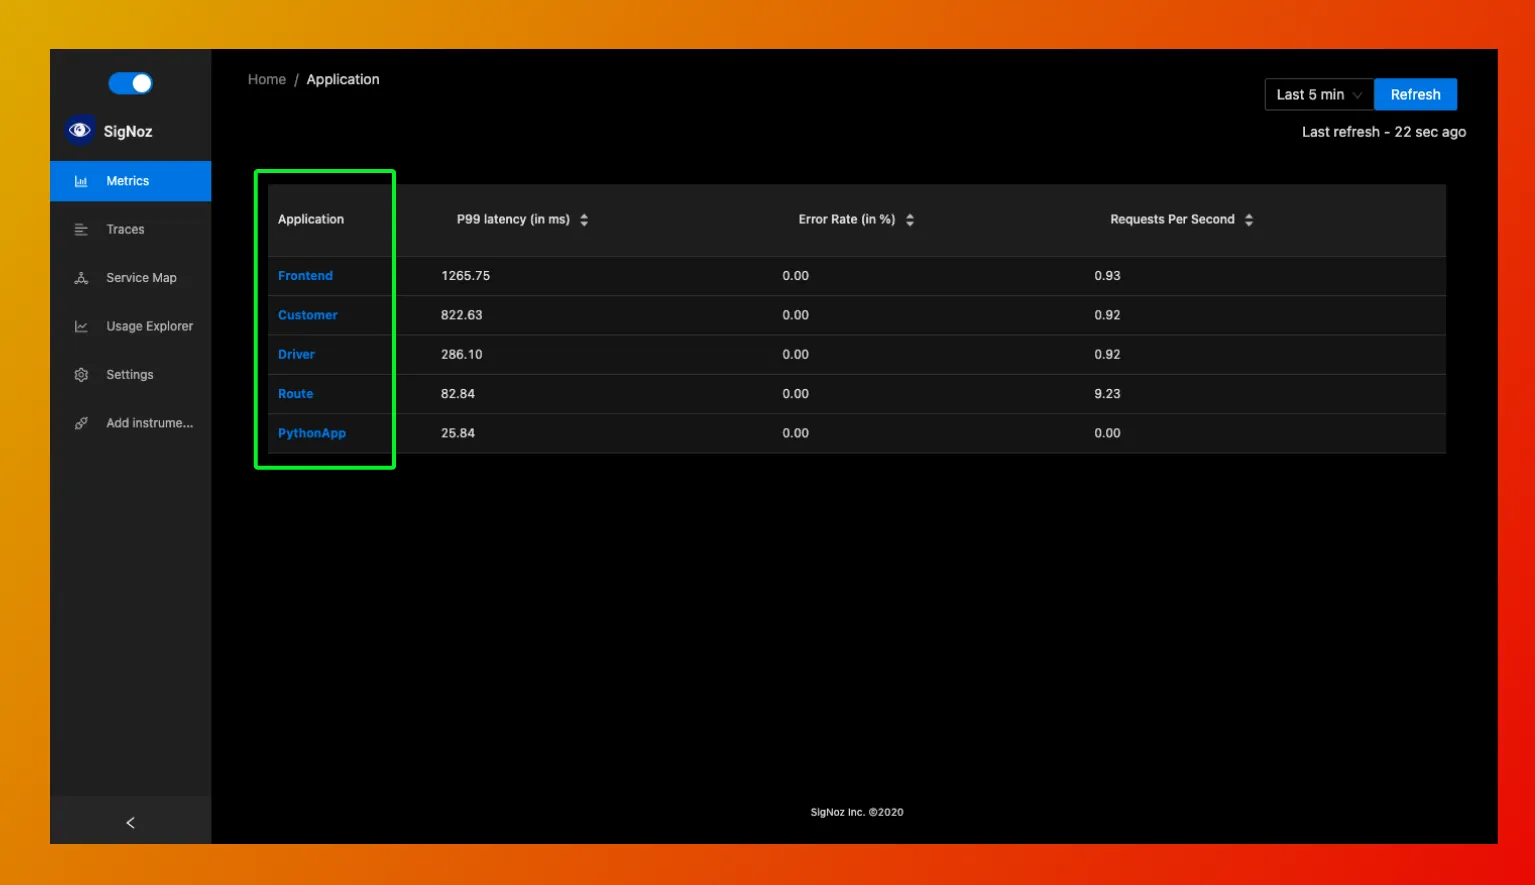 Home / Application
Last 5 min
Refresh
SigNoz
Last refresh - 22 sec ago
Metrics
Traces
Service Map
Usage Explorer
Settings
Add instrume...
Application P99 latency (in ms) Error Rate (in %) Requests Per Second
Frontend 1265.75 0.00 0.93
Customer 822.63 0.00 0.92
Driver 286.10 0.00 0.92
Route 82.84 0.00 9.23
PythonApp 25.84 0.00 0.00
SigNoz Inc. ©2020